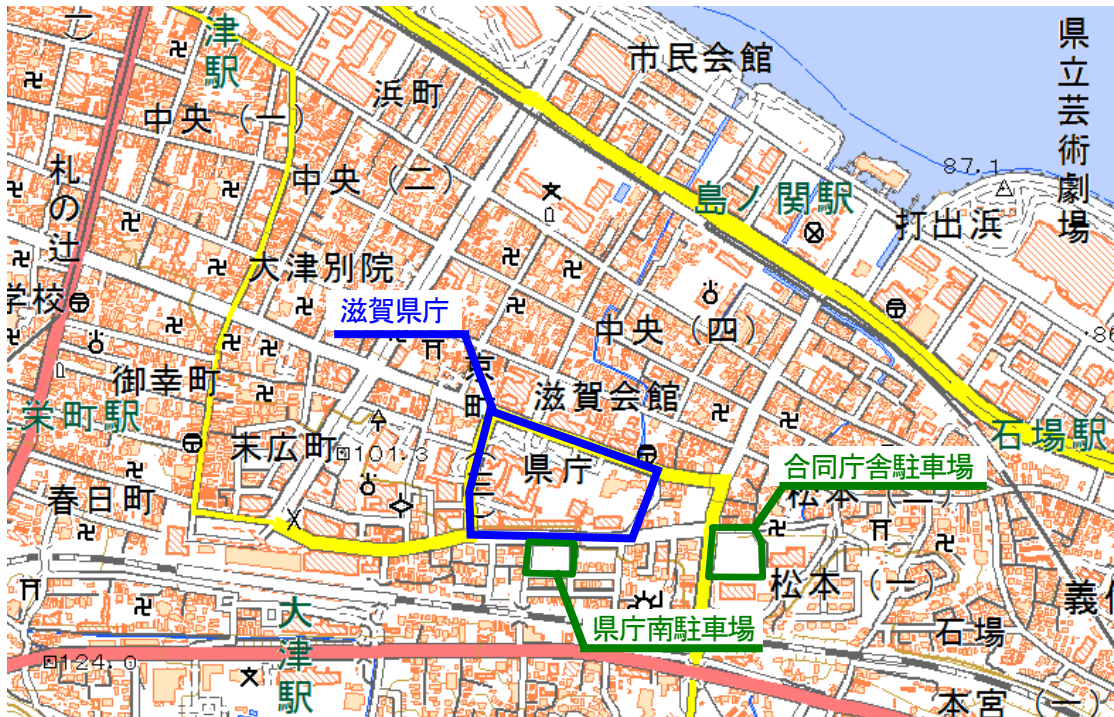 津駅
市民会館
県立芸術劇場
浜町
中央（一）
札の辻
中央（二）
87.1
島ノ関駅
打出浜
大津別院
学校
滋賀県庁
中央（四）
86
東町
御幸町
滋賀会館
栄町駅
末広町
101.3
石場駅
県庁
合同庁舎駐車場
（三）
春日町
松本（二）
松本（一）
大津駅
県庁南駐車場
石場
124.0
本宮（一）